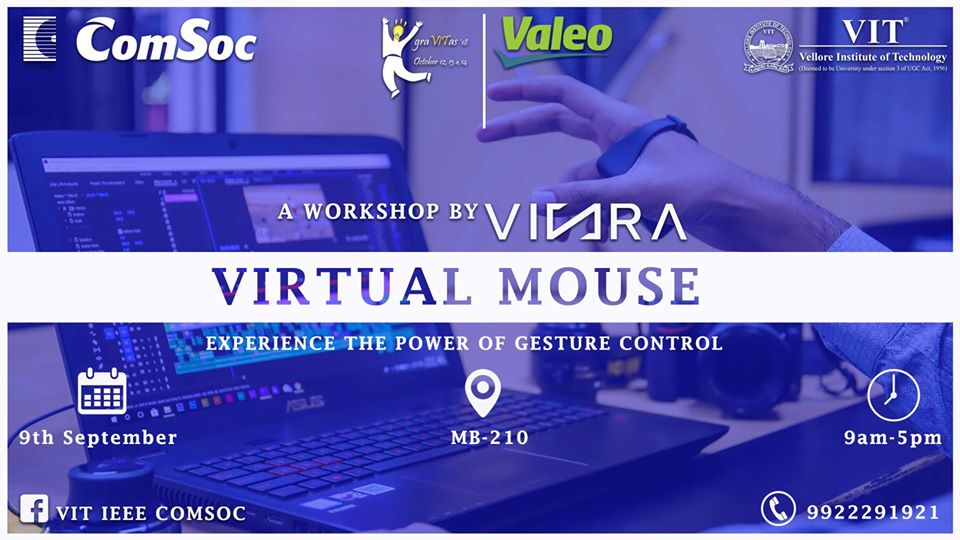 ComSoc
graVITas '18
October 12, 13 & 14
Valeo
VIT
VIT®
Vellore Institute of Technology
(Deemed to be University under section 3 of UGC Act, 1956)
A WORKSHOP BY
VIRTUAL MOUSE
EXPERIENCE THE POWER OF GESTURE CONTROL
9th September
MB-210
9am-5pm
ASUS
f VIT IEEE COMSOC
9922291921